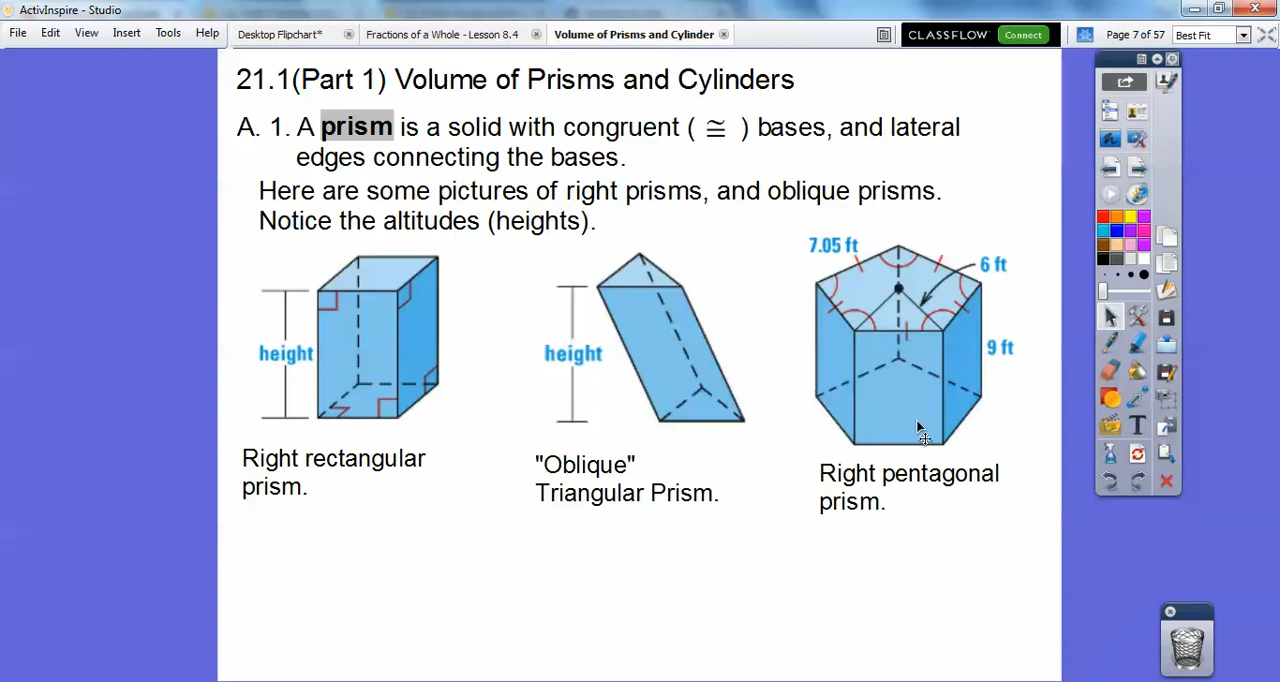 ActivInspire - Studio
File Edit View Insert Tools Help
Desktop Flipchart* Fractions of a Whole - Lesson 8.4 Volume of Prisms and Cylinder
CLASSFLOW Connect
Page 7 of 57 Best Fit
21.1(Part 1) Volume of Prisms and Cylinders
A. 1. A prism is a solid with congruent ( ≅ ) bases, and lateral
edges connecting the bases.
Here are some pictures of right prisms, and oblique prisms.
Notice the altitudes (heights).
7.05 ft
6 ft
height
height
9 ft
Right rectangular
prism.
"Oblique"
Triangular Prism.
Right pentagonal
prism.
T